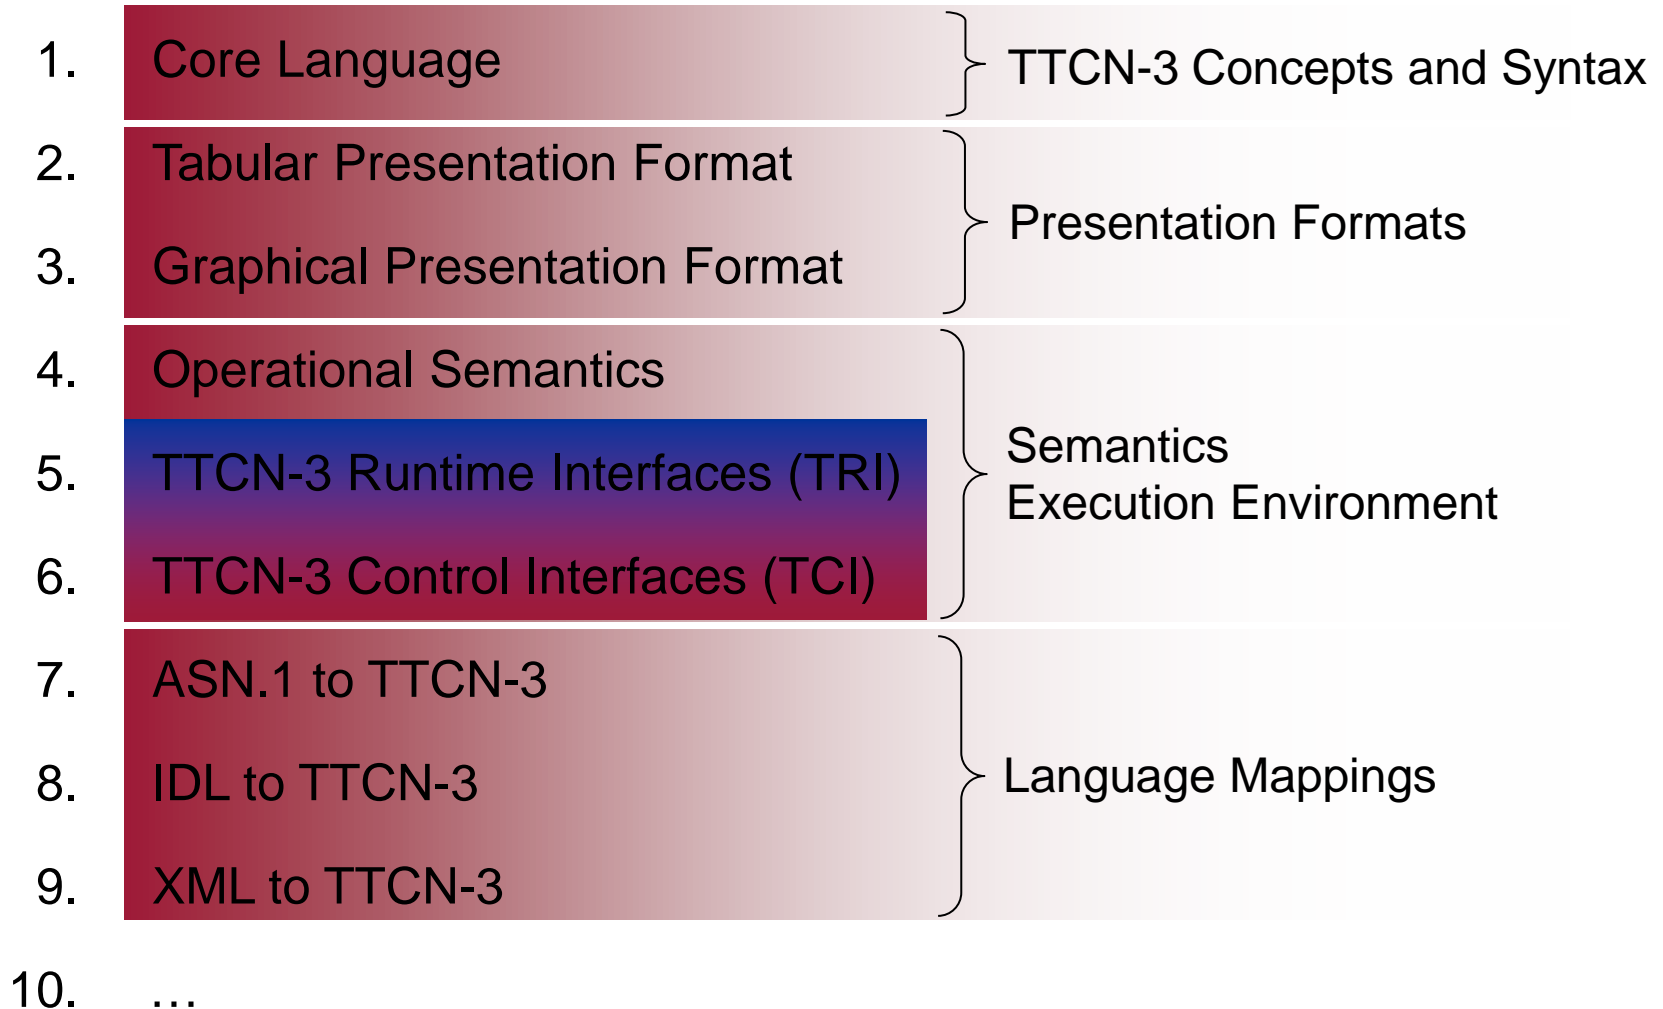 1. Core Language
TTCN-3 Concepts and Syntax
2. Tabular Presentation Format
3. Graphical Presentation Format
Presentation Formats
4. Operational Semantics
5. TTCN-3 Runtime Interfaces (TRI)
6. TTCN-3 Control Interfaces (TCI)
Semantics
Execution Environment
7. ASN.1 to TTCN-3
8. IDL to TTCN-3
9. XML to TTCN-3
Language Mappings
10. …